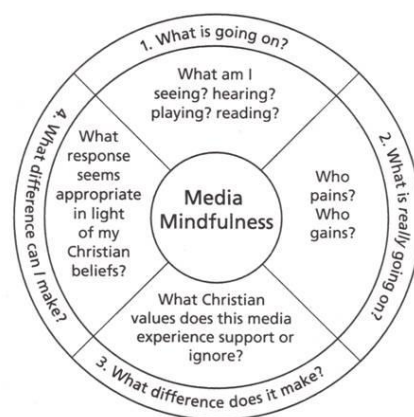 1. What is going on?
What am I
seeing? hearing?
playing? reading?
2. What is really going on?
Who
pains?
Who
gains?
3. What difference does it make?
What Christian
values does this media
experience support or
ignore?
4. What difference can I make?
What
response
seems
appropriate
in light
of my
Christian
beliefs?
Media
Mindfulness